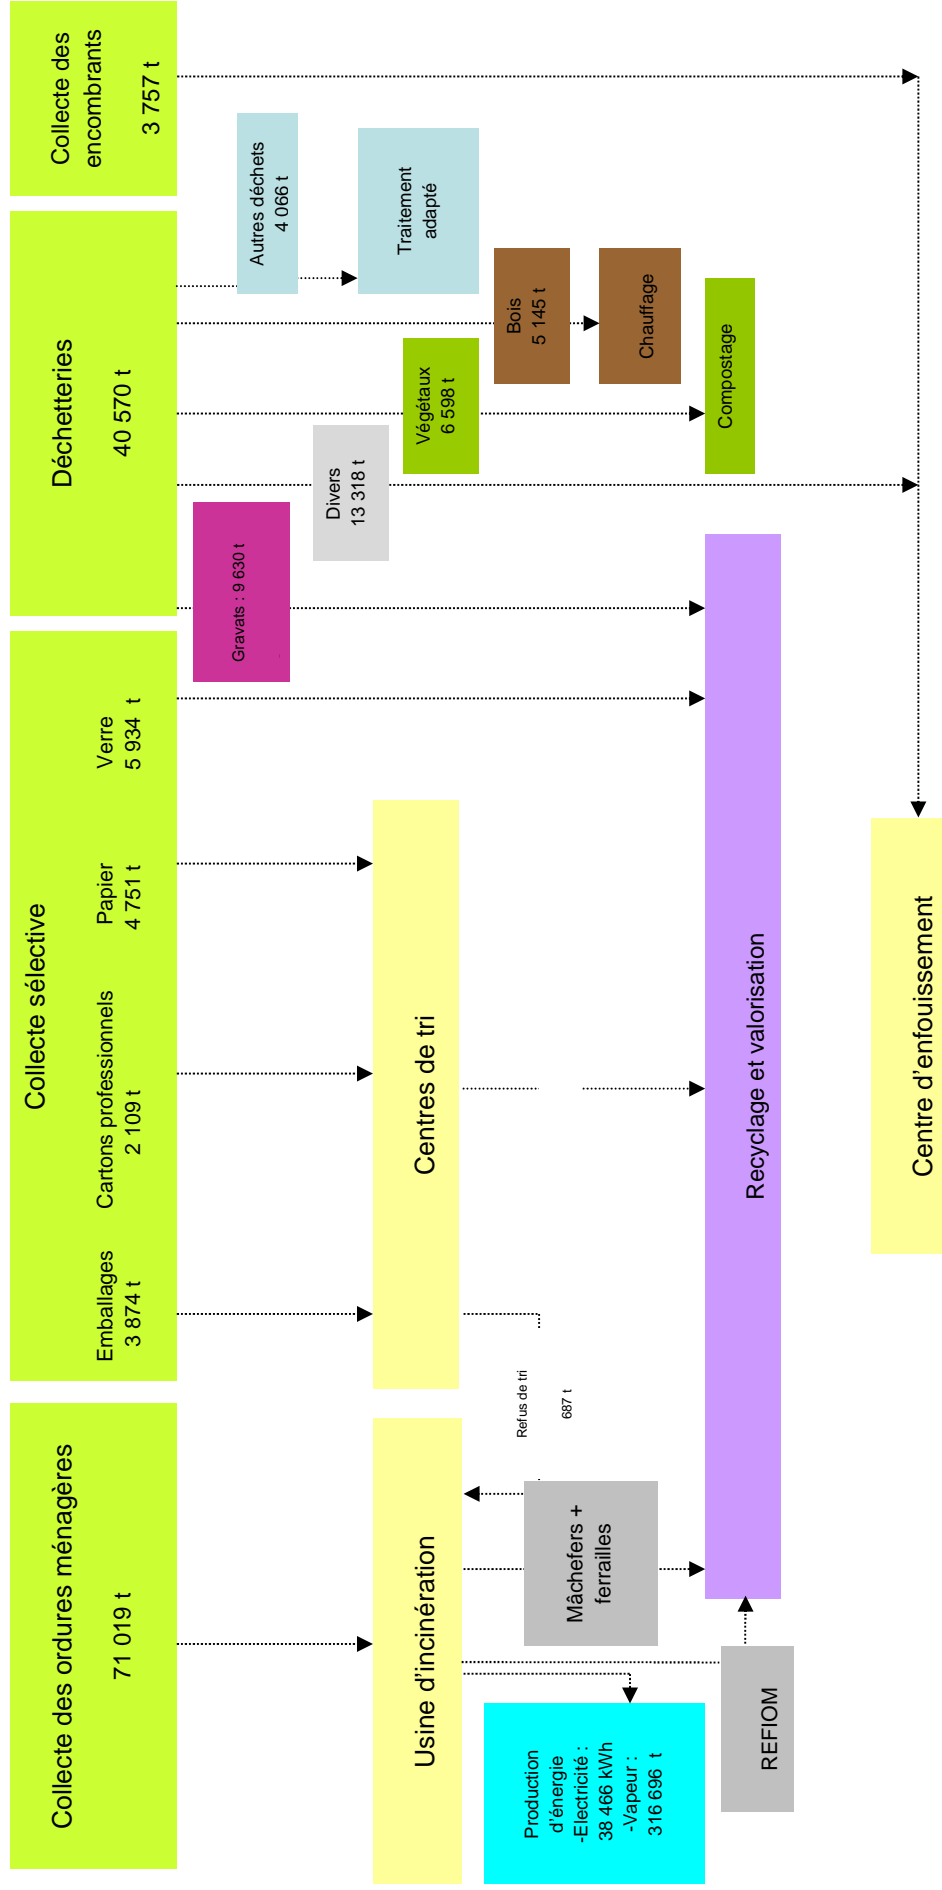 Collecte des ordures ménagères
71 019 t
Collecte sélective
Emballages
3 874 t
Cartons professionnels
2 109 t
Papier
4 751 t
Verre
5 934 t
Déchetteries
40 570 t
Collecte des
encombrants
3 757 t
Gravats : 9 630 t
Divers
13 318 t
Végétaux
6 598 t
Bois
5 145 t
Autres déchets
4 066 t
Traitement
adapté
Chauffage
Compostage
Usine d'incinération
Centres de tri
Refus de tri
687 t
Production
d'énergie
-Electricité :
38 466 kWh
-Vapeur :
316 696 t
Mâchefers +
ferrailles
REFIOM
Recyclage et valorisation
Centre d'enfouissement